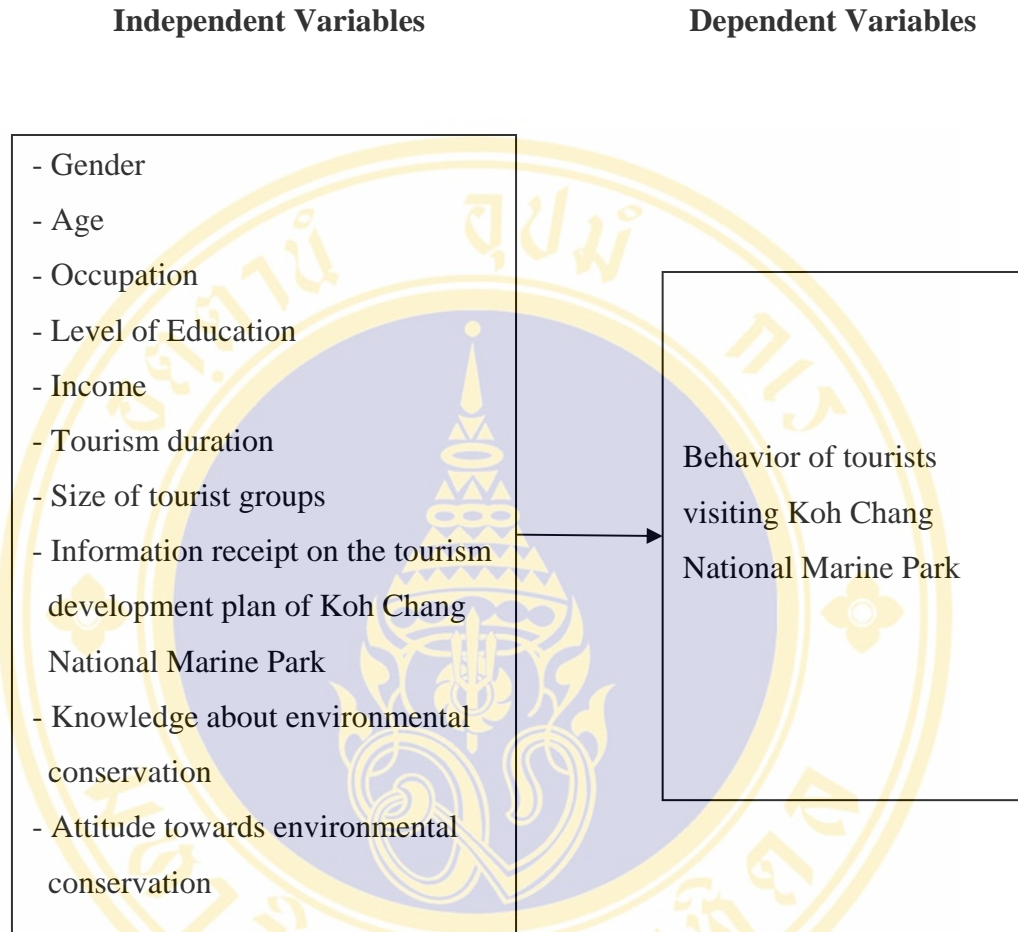 Independent Variables
Dependent Variables
- Gender
- Age
- Occupation
- Level of Education
- Income
- Tourism duration
- Size of tourist groups
- Information receipt on the tourism
development plan of Koh Chang
National Marine Park
- Knowledge about environmental
conservation
- Attitude towards environmental
conservation
Behavior of tourists
visiting Koh Chang
National Marine Park